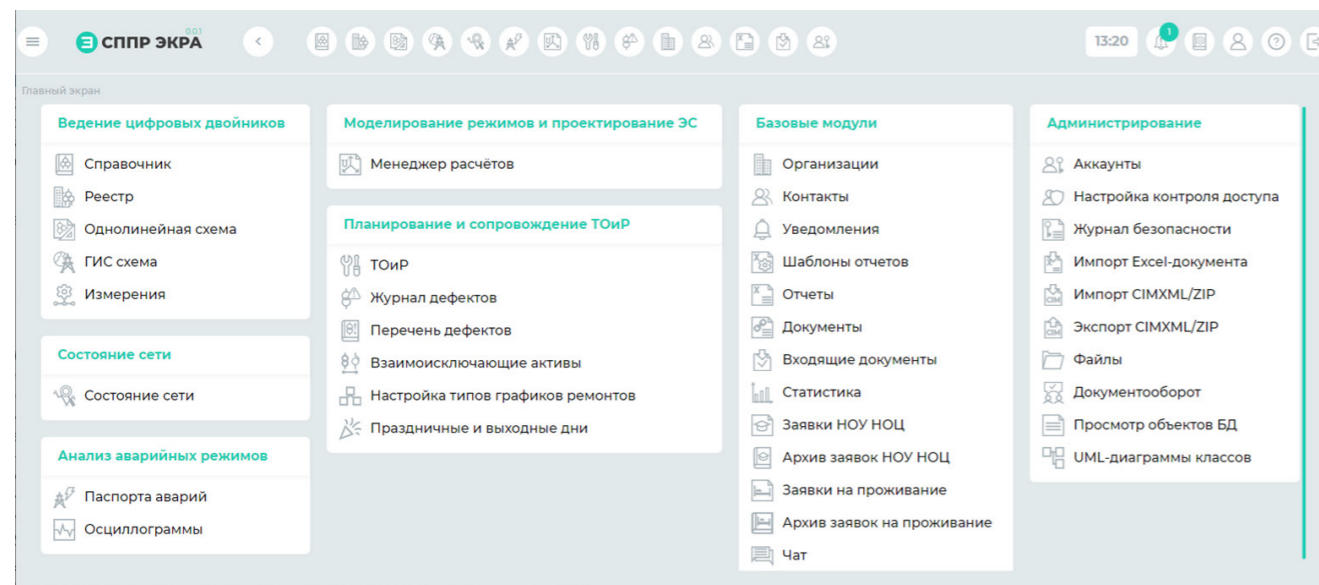 0.0.1
СППР ЭКРА
13:20
1
Главный экран
Ведение цифровых двойников
Справочник
Реестр
Однолинейная схема
ГИС схема
Измерения
Состояние сети
Состояние сети
Анализ аварийных режимов
Паспорта аварий
Осциллограммы
Моделирование режимов и проектирование ЭС
Менеджер расчётов
Планирование и сопровождение ТОиР
ТОиР
Журнал дефектов
Перечень дефектов
Взаимоисключающие активы
Настройка типов графиков ремонтов
Праздничные и выходные дни
Базовые модули
Организации
Контакты
Уведомления
Шаблоны отчетов
Отчеты
Документы
Входящие документы
Статистика
Заявки НОУ НОЦ
Архив заявок НОУ НОЦ
Заявки на проживание
Архив заявок на проживание
Чат
Администрирование
Аккаунты
Настройка контроля доступа
Журнал безопасности
Импорт Excel-документа
Импорт CIMXML/ZIP
Экспорт CIMXML/ZIP
Файлы
Документооборот
Просмотр объектов БД
UML-диаграммы классов